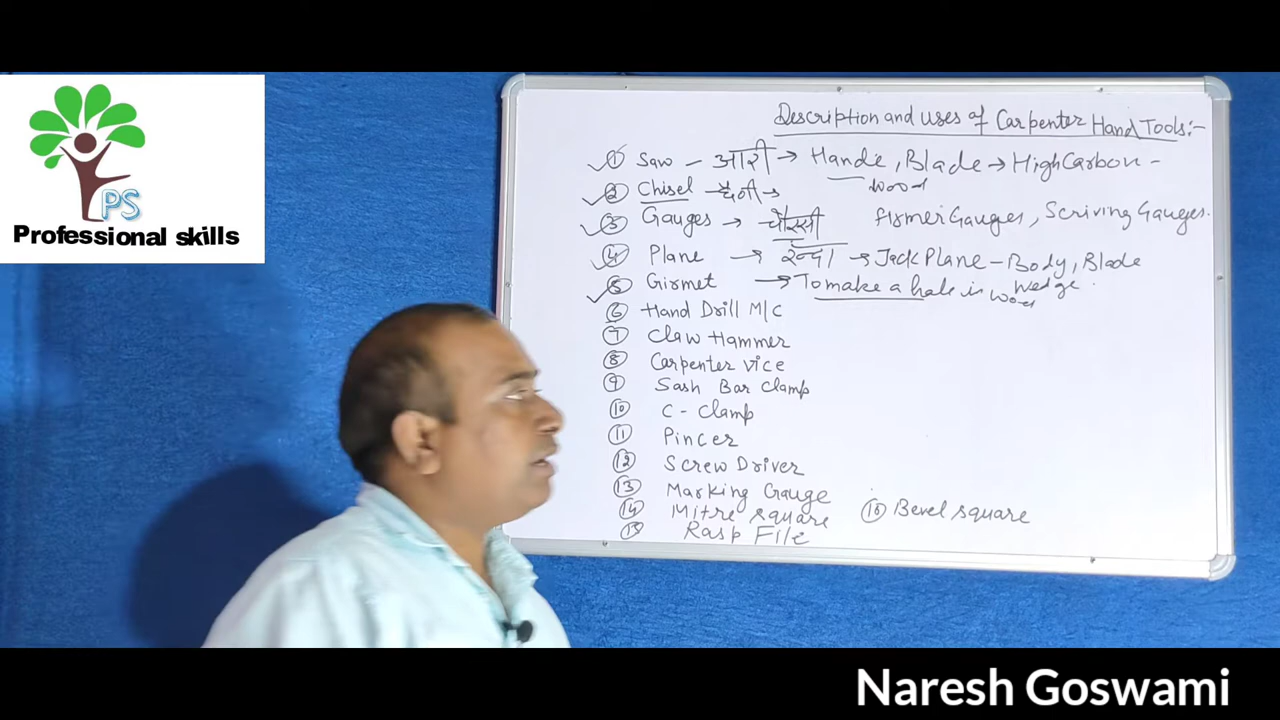 PS
Professional skills
Description and uses of Carpenter Hand Tools:-
① Saw - आरी → Hande, Blade → High Carbon -
wood
② Chisel → छैनी →
③ Gauges → चौरसी firmer Gauges, Scriving Gauges.
④ Plane → रन्दा → Jack Plane - Body, Blade
wedge.
⑤ Girmet → To make a hole in wood
⑥ Hand Drill M/C
⑦ Claw Hammer
⑧ Carpenter vice
⑨ Sash Bar Clamp
⑩ C - Clamp
⑪ Pincer
⑫ Screw Driver
⑬ Marking Gauge
⑭ Mitre square ⑯ Bevel square
⑮ Rasp File
Naresh Goswami